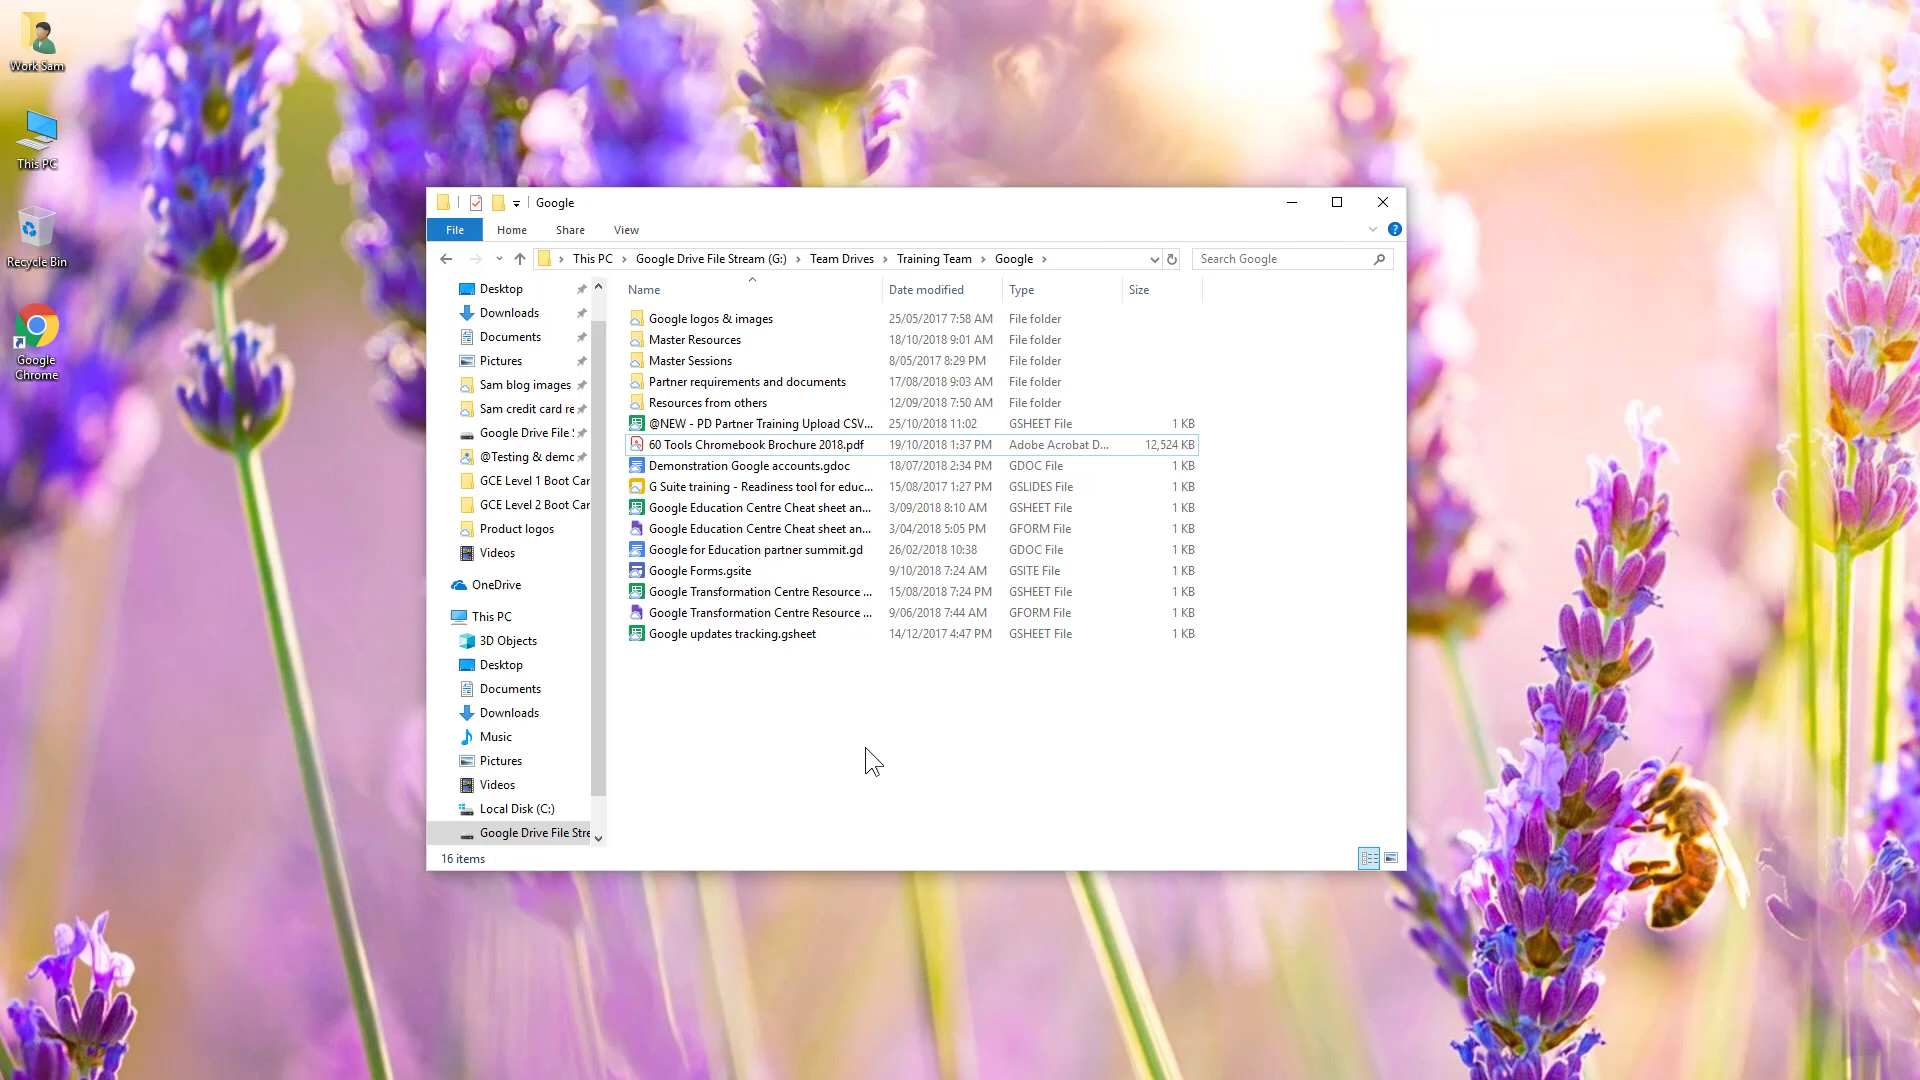 Work Sam
This PC
Recycle Bin
Google
Chrome
Google
File Home Share View
This PC Google Drive File Stream (G:) Team Drives Training Team Google
Search Google
Desktop
Downloads
Documents
Pictures
Sam blog images
Sam credit card re
Google Drive File
@Testing & demo
GCE Level 1 Boot Car
GCE Level 2 Boot Car
Product logos
Videos
OneDrive
This PC
3D Objects
Desktop
Documents
Downloads
Music
Pictures
Videos
Local Disk (C:)
Google Drive File Stre
Name Date modified Type Size
Google logos & images 25/05/2017 7:58 AM File folder
Master Resources 18/10/2018 9:01 AM File folder
Master Sessions 8/05/2017 8:29 PM File folder
Partner requirements and documents 17/08/2018 9:03 AM File folder
Resources from others 12/09/2018 7:50 AM File folder
@NEW - PD Partner Training Upload CSV... 25/10/2018 11:02 GSHEET File 1 KB
60 Tools Chromebook Brochure 2018.pdf 19/10/2018 1:37 PM Adobe Acrobat D... 12,524 KB
Demonstration Google accounts.gdoc 18/07/2018 2:34 PM GDOC File 1 KB
G Suite training - Readiness tool for educ... 15/08/2017 1:27 PM GSLIDES File 1 KB
Google Education Centre Cheat sheet an... 3/09/2018 8:10 AM GSHEET File 1 KB
Google Education Centre Cheat sheet an... 3/04/2018 5:05 PM GFORM File 1 KB
Google for Education partner summit.gd 26/02/2018 10:38 GDOC File 1 KB
Google Forms.gsite 9/10/2018 7:24 AM GSITE File 1 KB
Google Transformation Centre Resource ... 15/08/2018 7:24 PM GSHEET File 1 KB
Google Transformation Centre Resource ... 9/06/2018 7:44 AM GFORM File 1 KB
Google updates tracking.gsheet 14/12/2017 4:47 PM GSHEET File 1 KB
16 items